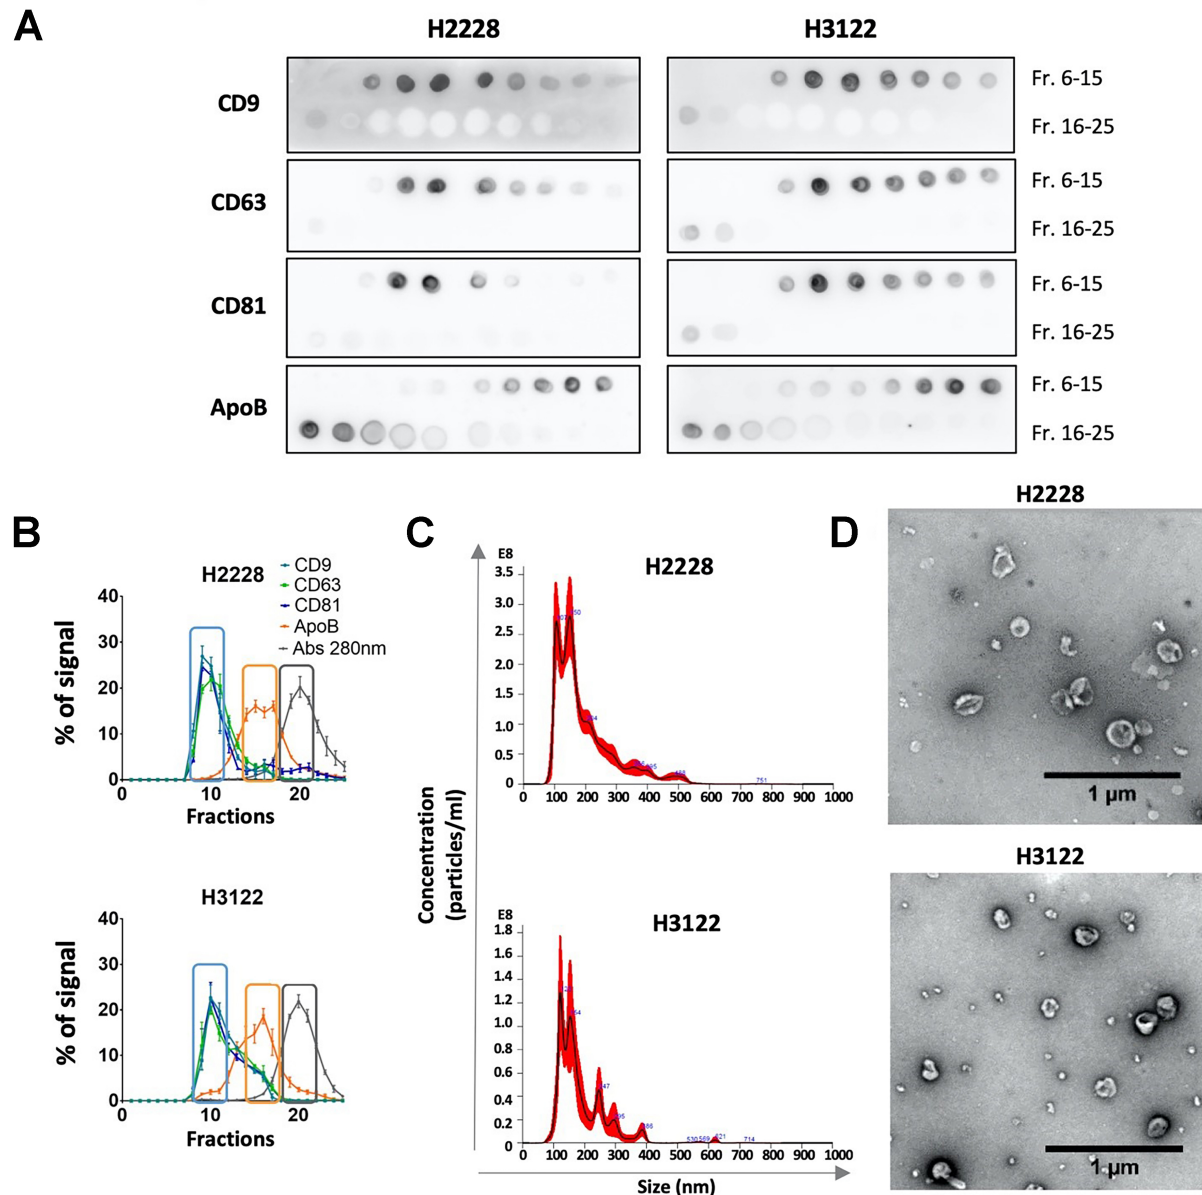 A
H2228
H3122
CD9
Fr. 6-15
Fr. 16-25
CD63
Fr. 6-15
Fr. 16-25
CD81
Fr. 6-15
Fr. 16-25
ApoB
Fr. 6-15
Fr. 16-25
B
H2228
CD9
CD63
CD81
ApoB
Abs 280nm
% of signal
40
30
20
10
0
0 10 20
Fractions
H3122
% of signal
40
30
20
10
0
0 10 20
Fractions
C
Concentration
(particles/ml)
E8
H2228
3.5
3.0
2.5
2.0
1.5
1.0
0.5
0
751
0 100 200 300 400 500 600 700 800 900 1000
E8
H3122
1.8
1.6
1.4
1.2
1.0
0.8
0.6
0.4
0.2
0
530 569 621 714
0 100 200 300 400 500 600 700 800 900 1000
Size (nm)
D
H2228
1 µm
H3122
1 µm